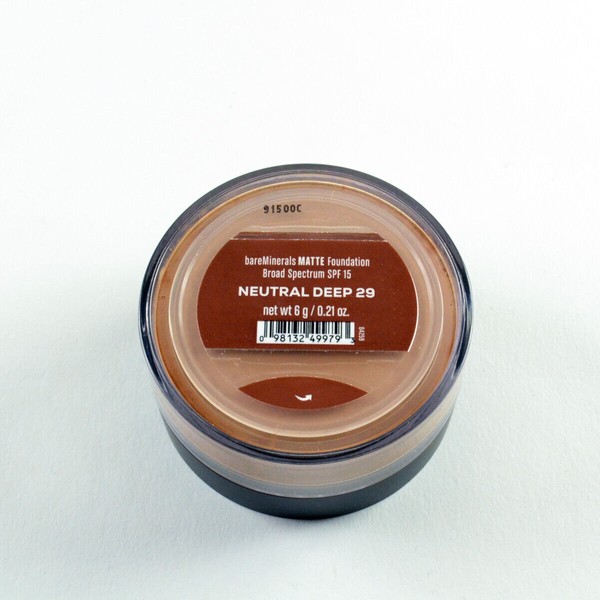 91500C
bareMinerals MATTE Foundation
Broad Spectrum SPF 15
NEUTRAL DEEP 29
net wt 6 g / 0.21 oz.
0 98132 49979 3